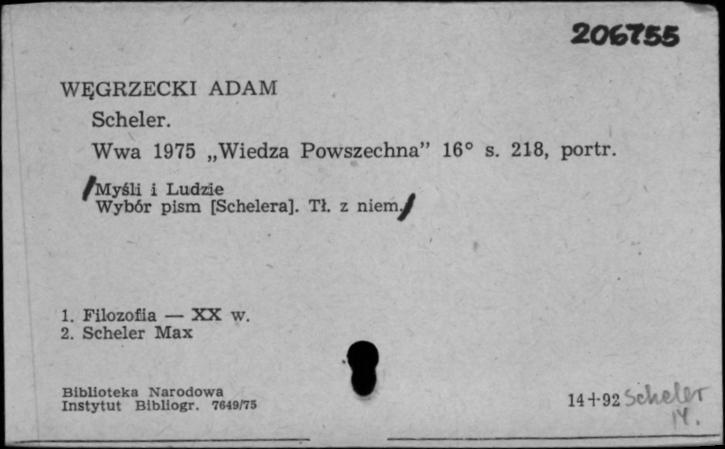 206755
WĘGRZECKI ADAM
Scheler.
Wwa 1975 „Wiedza Powszechna” 16° s. 218, portr.
/Myśli i Ludzie
Wybór pism [Schelera]. Tł. z niem./
1. Filozofia — XX w.
2. Scheler Max
Biblioteka Narodowa
Instytut Bibliogr. 7649/75
14+92 Scheler